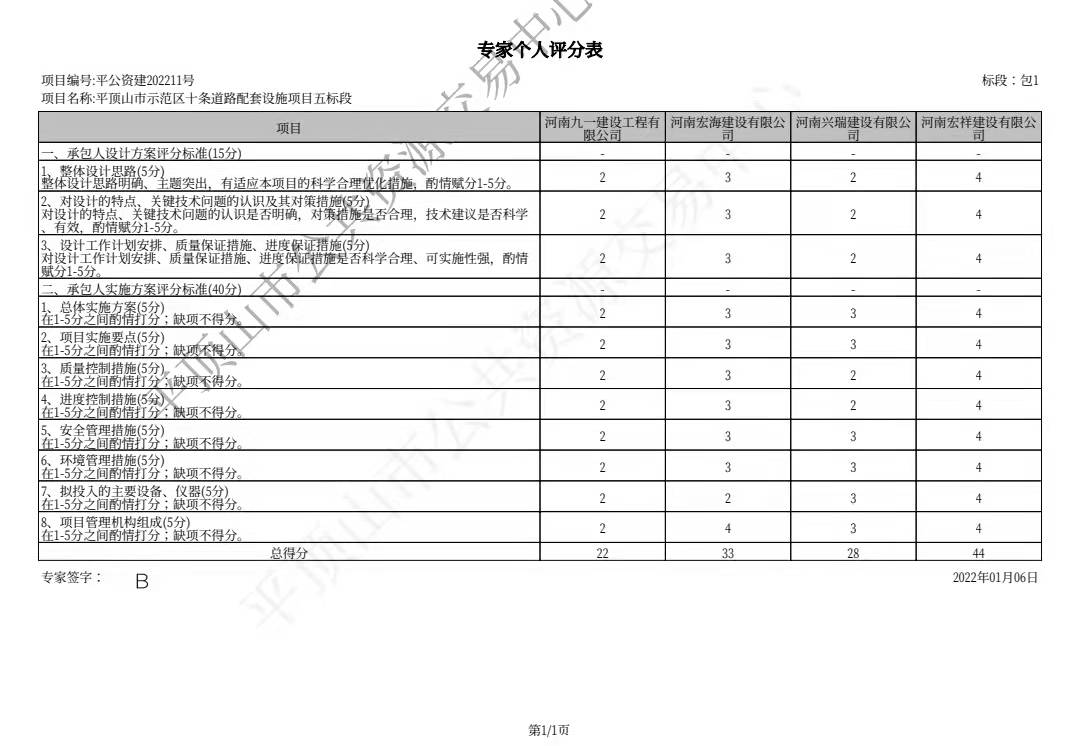 专家个人评分表
项目编号:平公资建202211号 标段：包1
项目名称:平顶山市示范区十条道路配套设施项目五标段
项目 河南九一建设工程有限公司 河南宏海建设有限公司 河南兴瑞建设有限公司 河南宏祥建设有限公司
一、承包人设计方案评分标准(15分) - - - -
1、整体设计思路(5分)
整体设计思路明确、主题突出，有适应本项目的科学合理优化措施，酌情赋分1-5分。 2 3 2 4
2、对设计的特点、关键技术问题的认识及其对策措施(5分)
对设计的特点、关键技术问题的认识是否明确，对策措施是否合理，技术建议是否科学
、有效，酌情赋分1-5分。 2 3 2 4
3、设计工作计划安排、质量保证措施、进度保证措施(5分)
对设计工作计划安排、质量保证措施、进度保证措施是否科学合理、可实施性强，酌情
赋分1-5分。 2 3 2 4
二、承包人实施方案评分标准(40分) - - - -
1、总体实施方案(5分)
在1-5分之间酌情打分；缺项不得分。 2 3 3 4
2、项目实施要点(5分)
在1-5分之间酌情打分；缺项不得分。 2 3 3 4
3、质量控制措施(5分)
在1-5分之间酌情打分；缺项不得分。 2 3 2 4
4、进度控制措施(5分)
在1-5分之间酌情打分；缺项不得分。 2 3 2 4
5、安全管理措施(5分)
在1-5分之间酌情打分；缺项不得分。 2 3 3 4
6、环境管理措施(5分)
在1-5分之间酌情打分；缺项不得分。 2 3 3 4
7、拟投入的主要设备、仪器(5分)
在1-5分之间酌情打分；缺项不得分。 2 2 3 4
8、项目管理机构组成(5分)
在1-5分之间酌情打分；缺项不得分。 2 4 3 4
总得分 22 33 28 44
专家签字： B 2022年01月06日
第1/1页
平顶山市公共资源交易中心
平顶山市公共资源交易中心